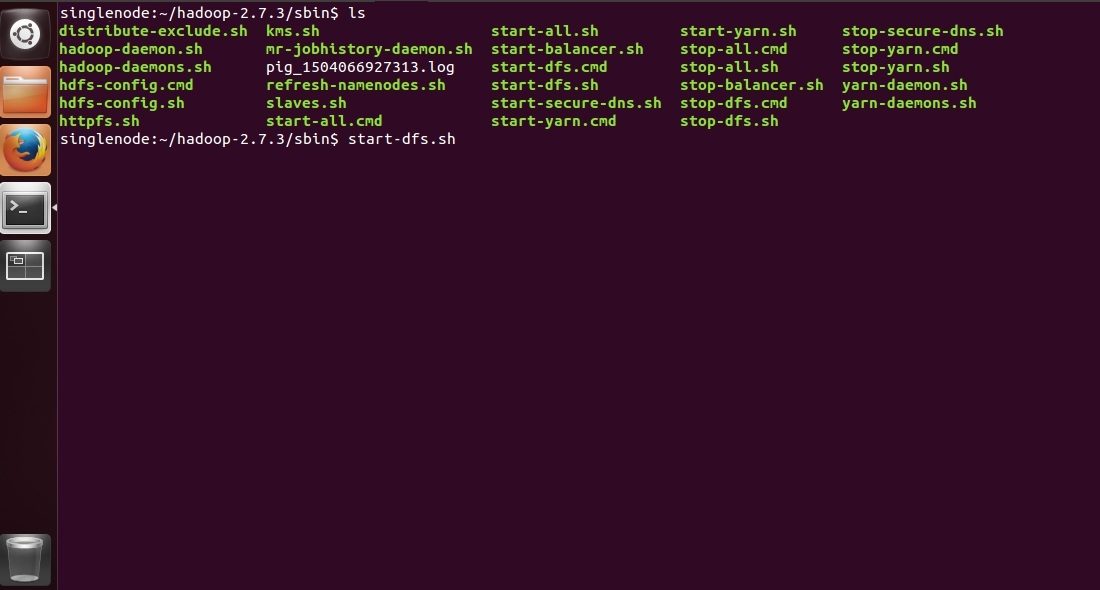 singlenode:~/hadoop-2.7.3/sbin$ ls
distribute-exclude.sh  kms.sh                   start-all.sh         start-yarn.sh     stop-secure-dns.sh
hadoop-daemon.sh       mr-jobhistory-daemon.sh  start-balancer.sh    stop-all.cmd      stop-yarn.cmd
hadoop-daemons.sh      pig_1504066927313.log    start-dfs.cmd        stop-all.sh       stop-yarn.sh
hdfs-config.cmd        refresh-namenodes.sh     start-dfs.sh         stop-balancer.sh  yarn-daemon.sh
hdfs-config.sh         slaves.sh                start-secure-dns.sh  stop-dfs.cmd      yarn-daemons.sh
httpfs.sh              start-all.cmd            start-yarn.cmd       stop-dfs.sh
singlenode:~/hadoop-2.7.3/sbin$ start-dfs.sh